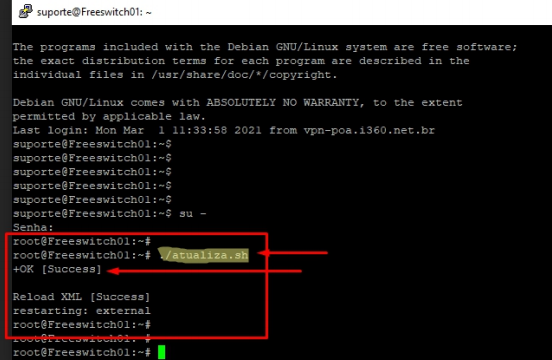 suporte@Freeswitch01: ~
The programs included with the Debian GNU/Linux system are free software;
the exact distribution terms for each program are described in the
individual files in /usr/share/doc/*/copyright.
Debian GNU/Linux comes with ABSOLUTELY NO WARRANTY, to the extent
permitted by applicable law.
Last login: Mon Mar  1 11:33:58 2021 from vpn-poa.i360.net.br
suporte@Freeswitch01:~$
suporte@Freeswitch01:~$
suporte@Freeswitch01:~$
suporte@Freeswitch01:~$
suporte@Freeswitch01:~$
suporte@Freeswitch01:~$ su -
Senha:
root@Freeswitch01:~#
root@Freeswitch01:~# ./atualiza.sh
+OK [Success]
Reload XML [Success]
restarting: external
root@Freeswitch01:~#
root@Freeswitch01:~#
root@Freeswitch01:~#